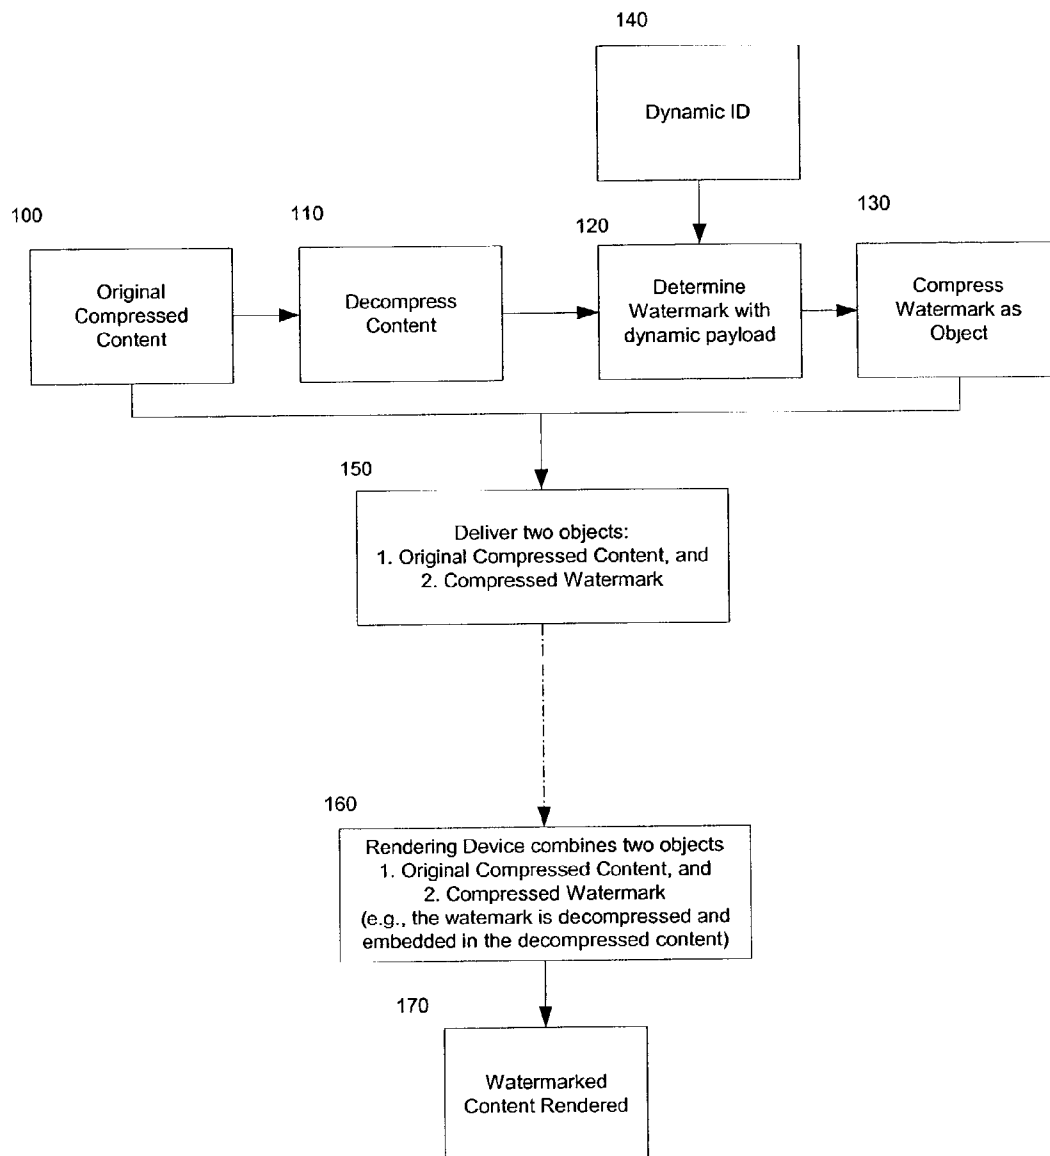 140
Dynamic ID
100
110
120
130
Original
Compressed
Content
Decompress
Content
Determine
Watermark with
dynamic payload
Compress
Watermark as
Object
150
Deliver two objects:
1. Original Compressed Content, and
2. Compressed Watermark
160
Rendering Device combines two objects
1. Original Compressed Content, and
2. Compressed Watermark
(e.g., the watemark is decompressed and
embedded in the decompressed content)
170
Watermarked
Content Rendered